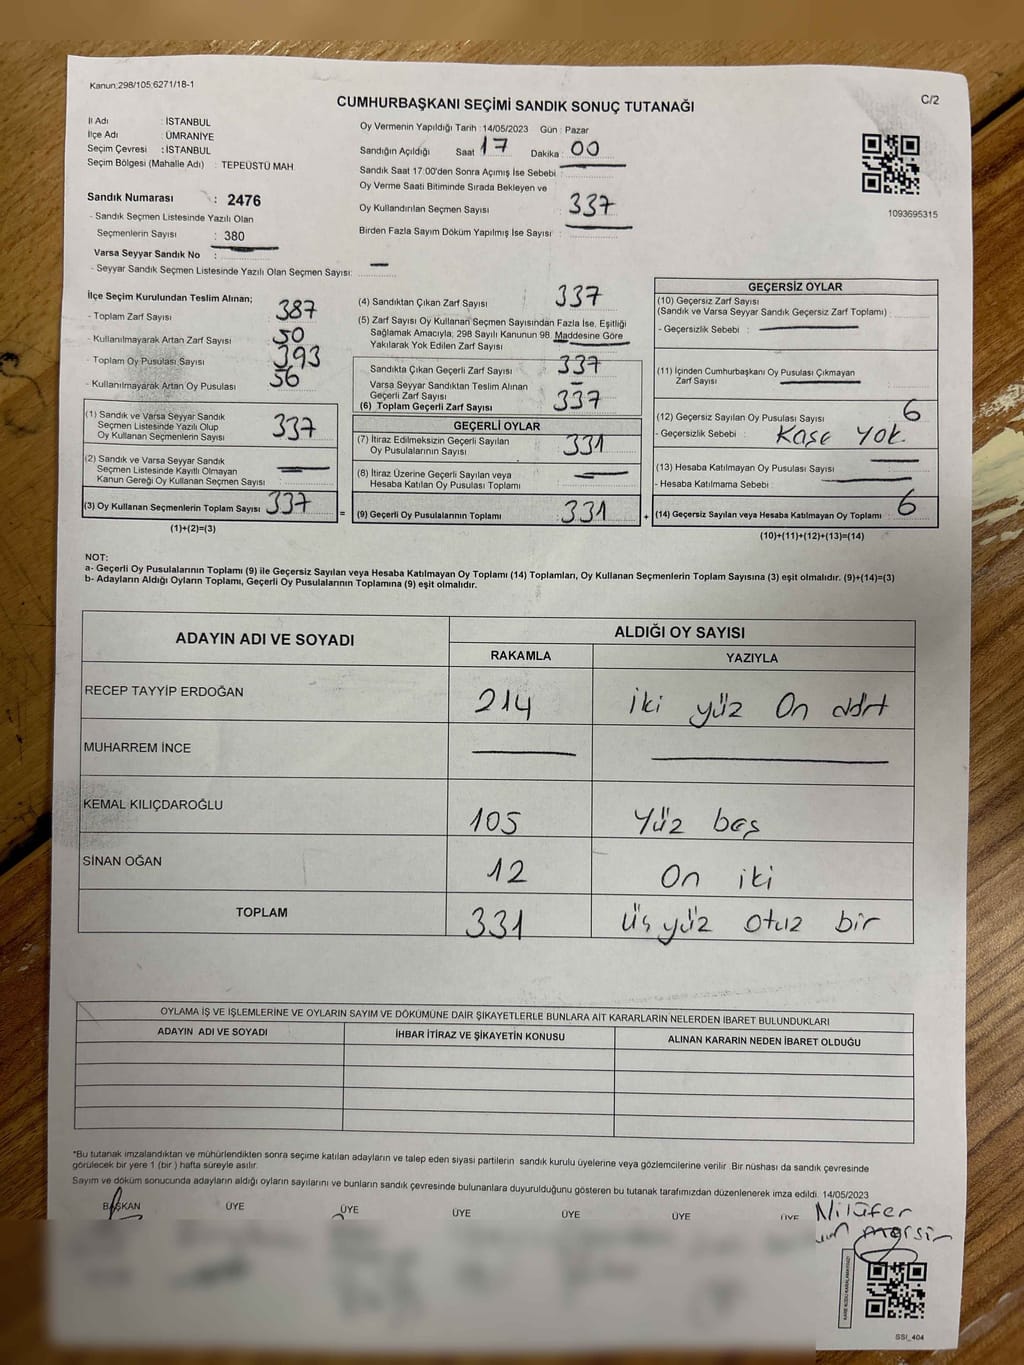 Kanun:298/105;6271/18-1
C/2
CUMHURBAŞKANI SEÇİMİ SANDIK SONUÇ TUTANAĞI
İl Adı : İSTANBUL
İlçe Adı : ÜMRANİYE
Seçim Çevresi : İSTANBUL
Seçim Bölgesi (Mahalle Adı) : TEPEÜSTÜ MAH
Sandık Numarası : 2476
- Sandık Seçmen Listesinde Yazılı Olan
Seçmenlerin Sayısı : 380
Varsa Seyyar Sandık No :
- Seyyar Sandık Seçmen Listesinde Yazılı Olan Seçmen Sayısı: —
Oy Vermenin Yapıldığı Tarih : 14/05/2023 Gün : Pazar
Sandığın Açıldığı Saat 17 Dakika : 00
Sandık Saat 17:00'den Sonra Açımış İse Sebebi :
Oy Verme Saati Bitiminde Sırada Bekleyen ve
Oy Kullandırılan Seçmen Sayısı : 337
Birden Fazla Sayım Döküm Yapılmış İse Sayısı :
1093695315
İlçe Seçim Kurulundan Teslim Alınan;
- Toplam Zarf Sayısı 387
- Kullanılmayarak Artan Zarf Sayısı 50
- Toplam Oy Pusulası Sayısı 393
- Kullanılmayarak Artan Oy Pusulası 56
(1) Sandık ve Varsa Seyyar Sandık
Seçmen Listesinde Yazılı Olup
Oy Kullanan Seçmenlerin Sayısı 337
(2) Sandık ve Varsa Seyyar Sandık
Seçmen Listesinde Kayıtlı Olmayan
Kanun Gereği Oy Kullanan Seçmen Sayısı : —
(3) Oy Kullanan Seçmenlerin Toplam Sayısı 337
(1)+(2)=(3)
=
(4) Sandıktan Çıkan Zarf Sayısı 337
(5) Zarf Sayısı Oy Kullanan Seçmen Sayısından Fazla İse, Eşitliği
Sağlamak Amacıyla; 298 Sayılı Kanunun 98. Maddesine Göre
Yakılarak Yok Edilen Zarf Sayısı
Sandıkta Çıkan Geçerli Zarf Sayısı : 337
Varsa Seyyar Sandıktan Teslim Alınan
Geçerli Zarf Sayısı : —
(6) Toplam Geçerli Zarf Sayısı 337
GEÇERLİ OYLAR
(7) İtiraz Edilmeksizin Geçerli Sayılan
Oy Pusulalarının Sayısı : 331
(8) İtiraz Üzerine Geçerli Sayılan veya
Hesaba Katılan Oy Pusulası Toplamı —
(9) Geçerli Oy Pusulalarının Toplamı 331
+
GEÇERSİZ OYLAR
(10) Geçersiz Zarf Sayısı
(Sandık ve Varsa Seyyar Sandık Geçersiz Zarf Toplamı) :
- Geçersizlik Sebebi : —
(11) İçinden Cumhurbaşkanı Oy Pusulası Çıkmayan
Zarf Sayısı : —
(12) Geçersiz Sayılan Oy Pusulası Sayısı : 6
- Geçersizlik Sebebi : Kaşe YOK.
(13) Hesaba Katılmayan Oy Pusulası Sayısı : —
- Hesaba Katılmama Sebebi : —
(14) Geçersiz Sayılan veya Hesaba Katılmayan Oy Toplamı : 6
(10)+(11)+(12)+(13)=(14)
NOT:
a- Geçerli Oy Pusulalarının Toplamı (9) ile Geçersiz Sayılan veya Hesaba Katılmayan Oy Toplamı (14) Toplamları, Oy Kullanan Seçmenlerin Toplam Sayısına (3) eşit olmalıdır. (9)+(14)=(3)
b- Adayların Aldığı Oyların Toplamı, Geçerli Oy Pusulalarının Toplamına (9) eşit olmalıdır.
ADAYIN ADI VE SOYADI ALDIĞI OY SAYISI
RAKAMLA YAZIYLA
RECEP TAYYİP ERDOĞAN 214 iki yüz On dört
MUHARREM İNCE — —
KEMAL KILIÇDAROĞLU 105 Yüz beş
SİNAN OĞAN 12 On iki
TOPLAM 331 üç yüz otuz bir
OYLAMA İŞ VE İŞLEMLERİNE VE OYLARIN SAYIM VE DÖKÜMÜNE DAİR ŞİKAYETLERLE BUNLARA AİT KARARLARIN NELERDEN İBARET BULUNDUKLARI
ADAYIN ADI VE SOYADI İHBAR İTİRAZ VE ŞİKAYETİN KONUSU ALINAN KARARIN NEDEN İBARET OLDUĞU
*Bu tutanak imzalandıktan ve mühürlendikten sonra seçime katılan adayların ve talep eden siyasi partilerin sandık kurulu üyelerine veya gözlemcilerine verilir. Bir nüshası da sandık çevresinde
görülecek bir yere 1 (bir ) hafta süreyle asılır.
Sayım ve döküm sonucunda adayların aldığı oyların sayılarını ve bunların sandık çevresinde bulunanlara duyurulduğunu gösteren bu tutanak tarafımızdan düzenlenerek imza edildi. 14/05/2023
BAŞKAN ÜYE ÜYE ÜYE ÜYE ÜYE ÜYE
Nilüfer
SSİ_404